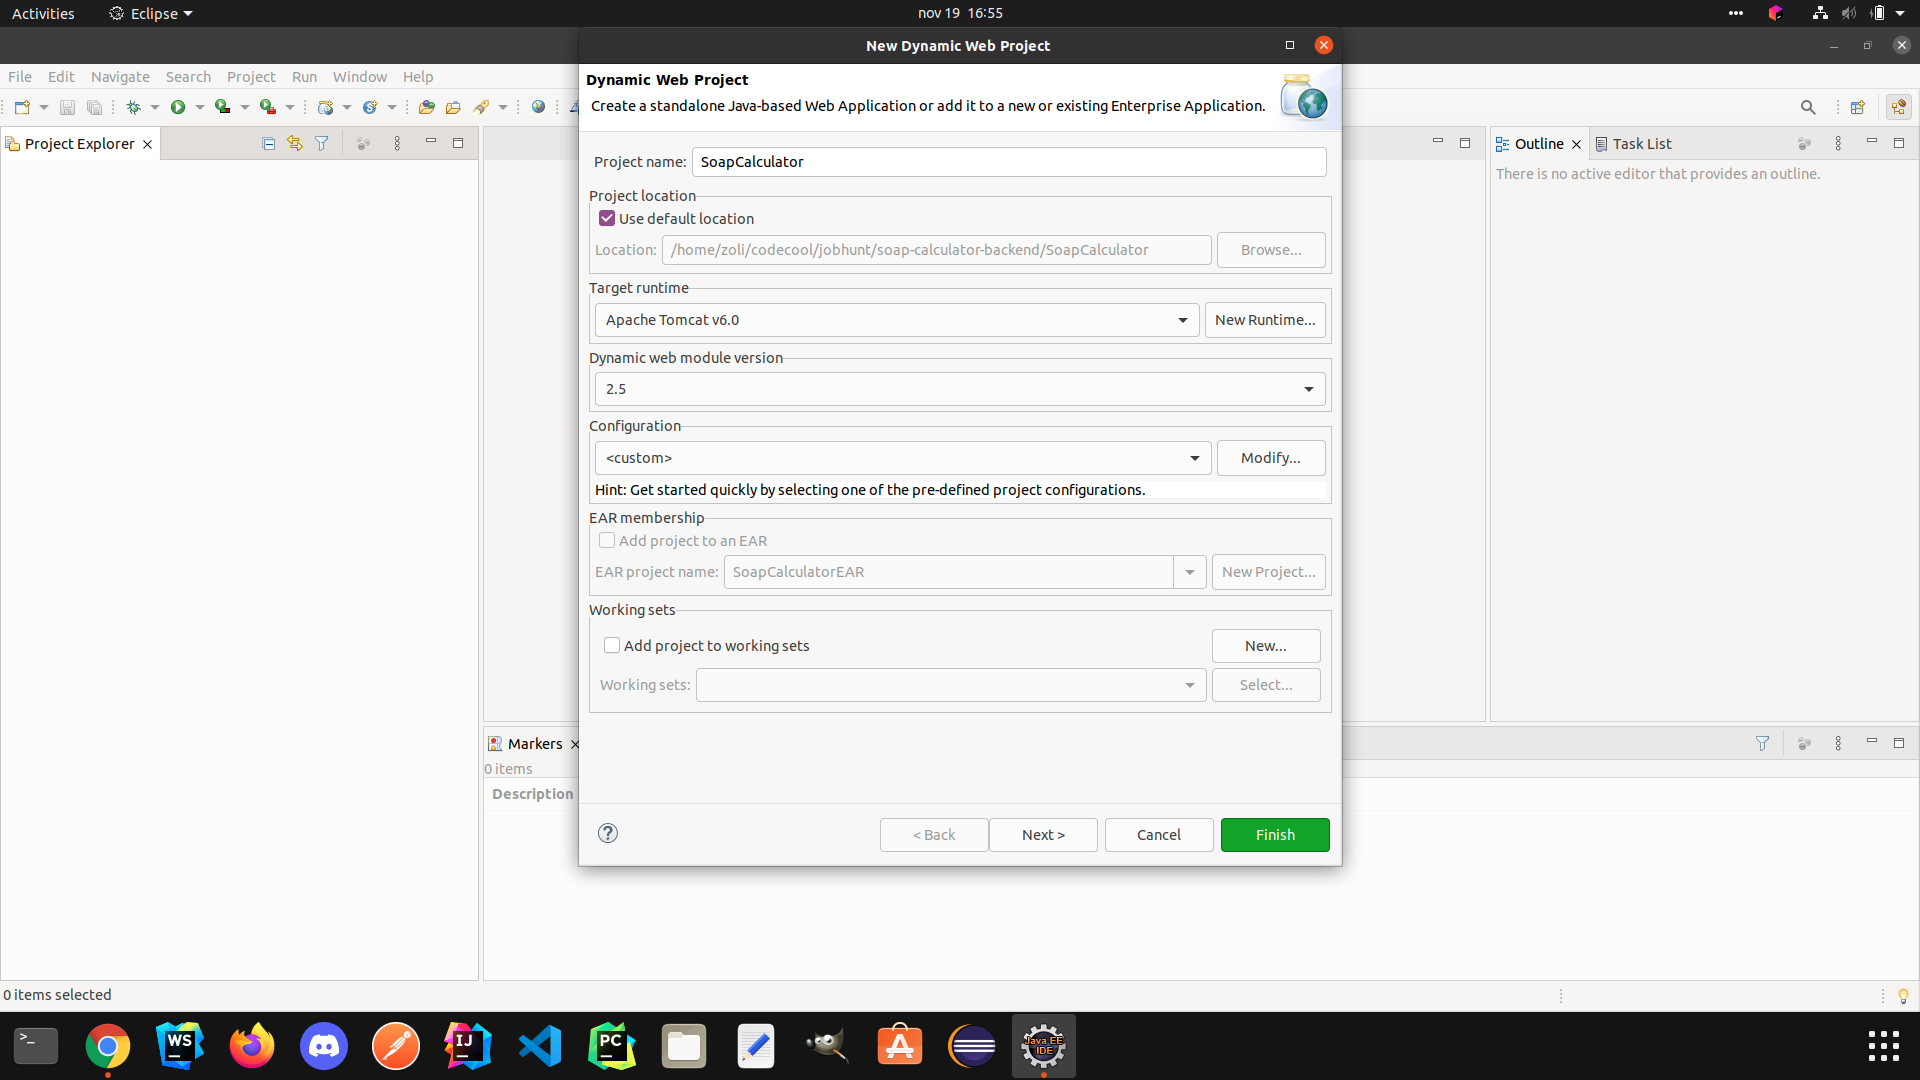 Activities
Eclipse
nov 19 16:55
New Dynamic Web Project
File
Edit
Navigate
Search
Project
Run
Window
Help
Dynamic Web Project
Create a standalone Java-based Web Application or add it to a new or existing Enterprise Application.
Project Explorer
Outline
Task List
There is no active editor that provides an outline.
Project name:
SoapCalculator
Project location
Use default location
Location:
/home/zoli/codecool/jobhunt/soap-calculator-backend/SoapCalculator
Browse...
Target runtime
Apache Tomcat v6.0
New Runtime...
Dynamic web module version
2.5
Configuration
<custom>
Modify...
Hint: Get started quickly by selecting one of the pre-defined project configurations.
EAR membership
Add project to an EAR
EAR project name:
SoapCalculatorEAR
New Project...
Working sets
Add project to working sets
New...
Working sets:
Select...
Markers
0 items
Description
< Back
Next >
Cancel
Finish
0 items selected
>_
WS
IJ
PC
Java EE
IDE